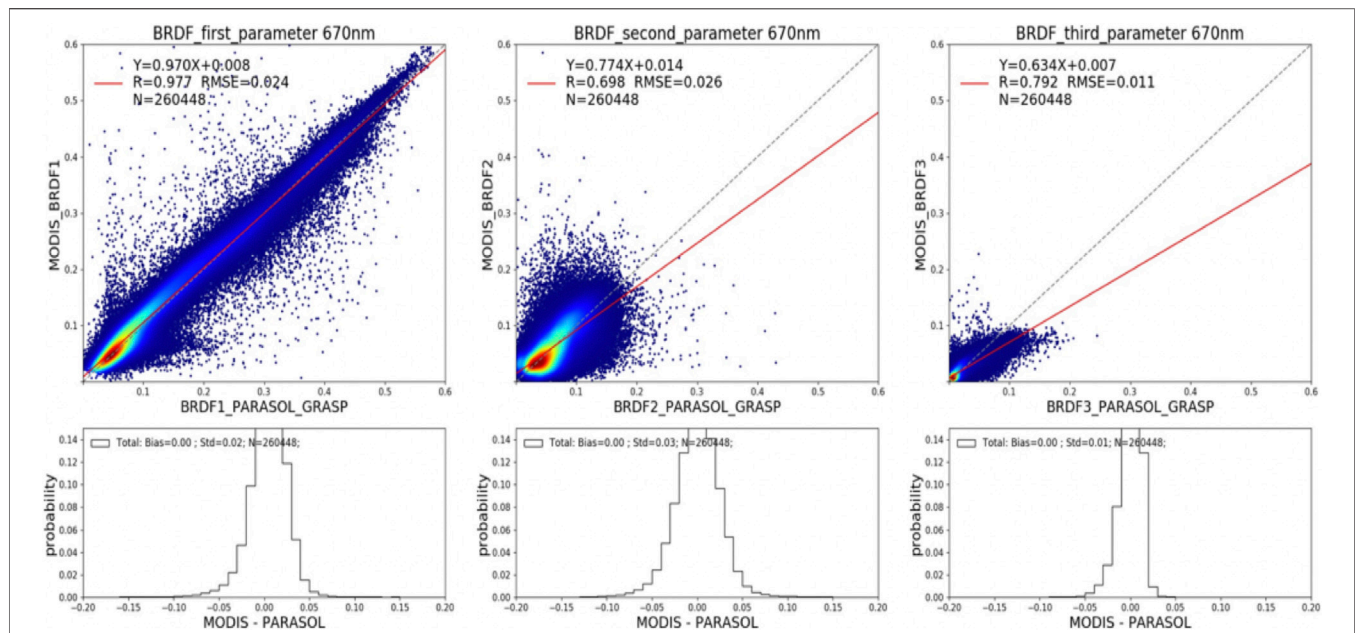 BRDF_first_parameter 670nm
0.6
0.5
0.4
0.3
0.2
0.1
MODIS_BRDF1
Y=0.970X+0.008
R=0.977 RMSE=0.024
N=260448
0.1 0.2 0.3 0.4 0.5 0.6
BRDF1_PARASOL_GRASP
BRDF_second_parameter 670nm
0.6
0.5
0.4
0.3
0.2
0.1
MODIS_BRDF2
Y=0.774X+0.014
R=0.698 RMSE=0.026
N=260448
0.1 0.2 0.3 0.4 0.5 0.6
BRDF2_PARASOL_GRASP
BRDF_third_parameter 670nm
0.6
0.5
0.4
0.3
0.2
0.1
MODIS_BRDF3
Y=0.634X+0.007
R=0.792 RMSE=0.011
N=260448
0.1 0.2 0.3 0.4 0.5 0.6
BRDF3_PARASOL_GRASP
0.14
0.12
0.10
0.08
0.06
0.04
0.02
0.00
probability
Total: Bias=0.00 ; Std=0.02; N=260448;
−0.20 −0.15 −0.10 −0.05 0.00 0.05 0.10 0.15 0.20
MODIS - PARASOL
0.14
0.12
0.10
0.08
0.06
0.04
0.02
0.00
probability
Total: Bias=0.00 ; Std=0.03; N=260448;
−0.20 −0.15 −0.10 −0.05 0.00 0.05 0.10 0.15 0.20
MODIS - PARASOL
0.14
0.12
0.10
0.08
0.06
0.04
0.02
0.00
probability
Total: Bias=0.00 ; Std=0.01; N=260448;
−0.20 −0.15 −0.10 −0.05 0.00 0.05 0.10 0.15 0.20
MODIS - PARASOL